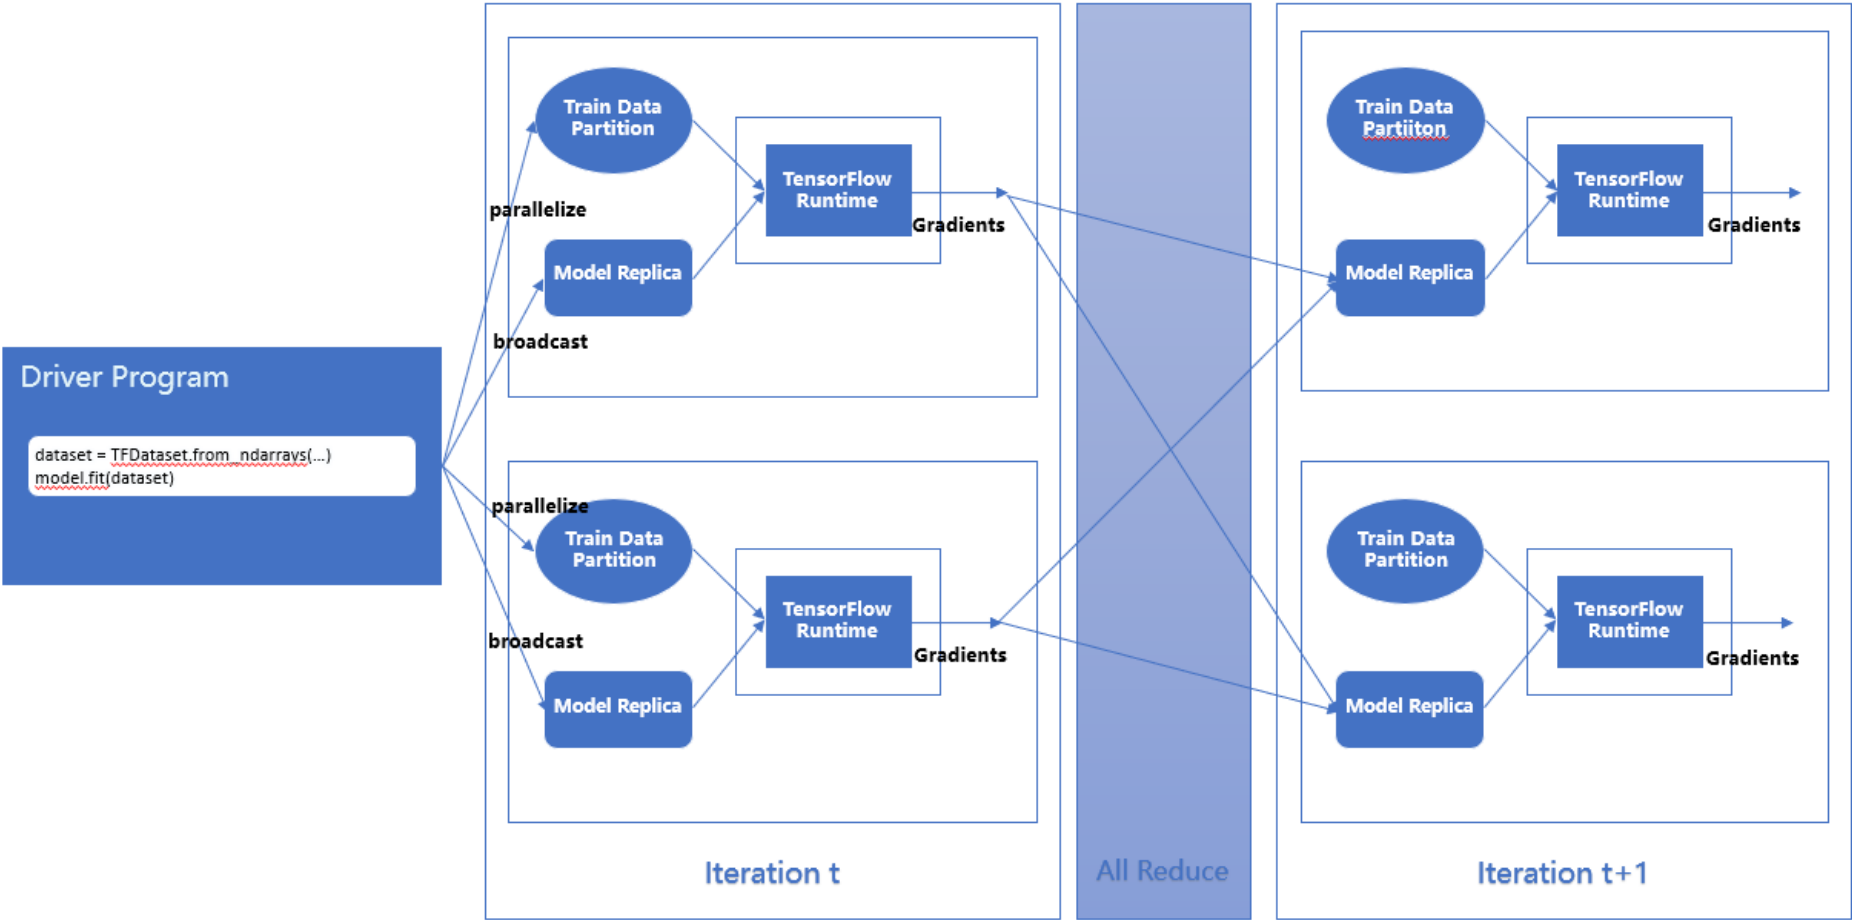 Driver Program
dataset = TFDataset.from_ndarrays(...)
model.fit(dataset)
parallelize
broadcast
parallelize
broadcast
Train Data
Partition
Model Replica
TensorFlow
Runtime
Gradients
Train Data
Partition
Model Replica
TensorFlow
Runtime
Gradients
Iteration t
All Reduce
Train Data
Partiiton
Model Replica
TensorFlow
Runtime
Gradients
Train Data
Partition
Model Replica
TensorFlow
Runtime
Gradients
Iteration t+1